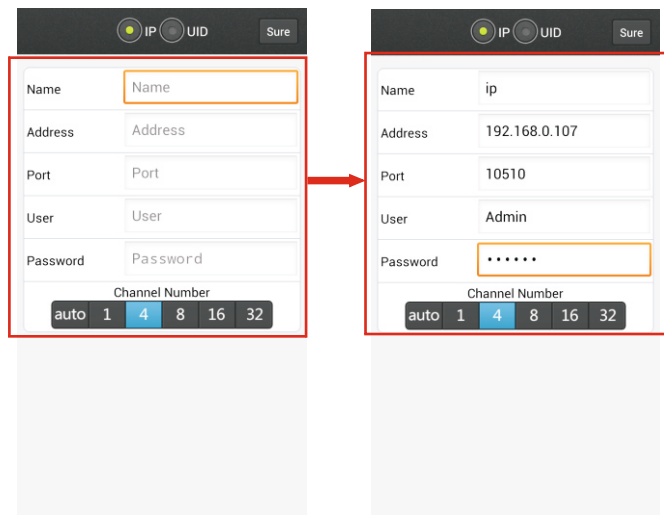 IP UID Sure
Name Name
Address Address
Port Port
User User
Password Password
Channel Number
auto 1 4 8 16 32
IP UID Sure
Name ip
Address 192.168.0.107
Port 10510
User Admin
Password ······
Channel Number
auto 1 4 8 16 32